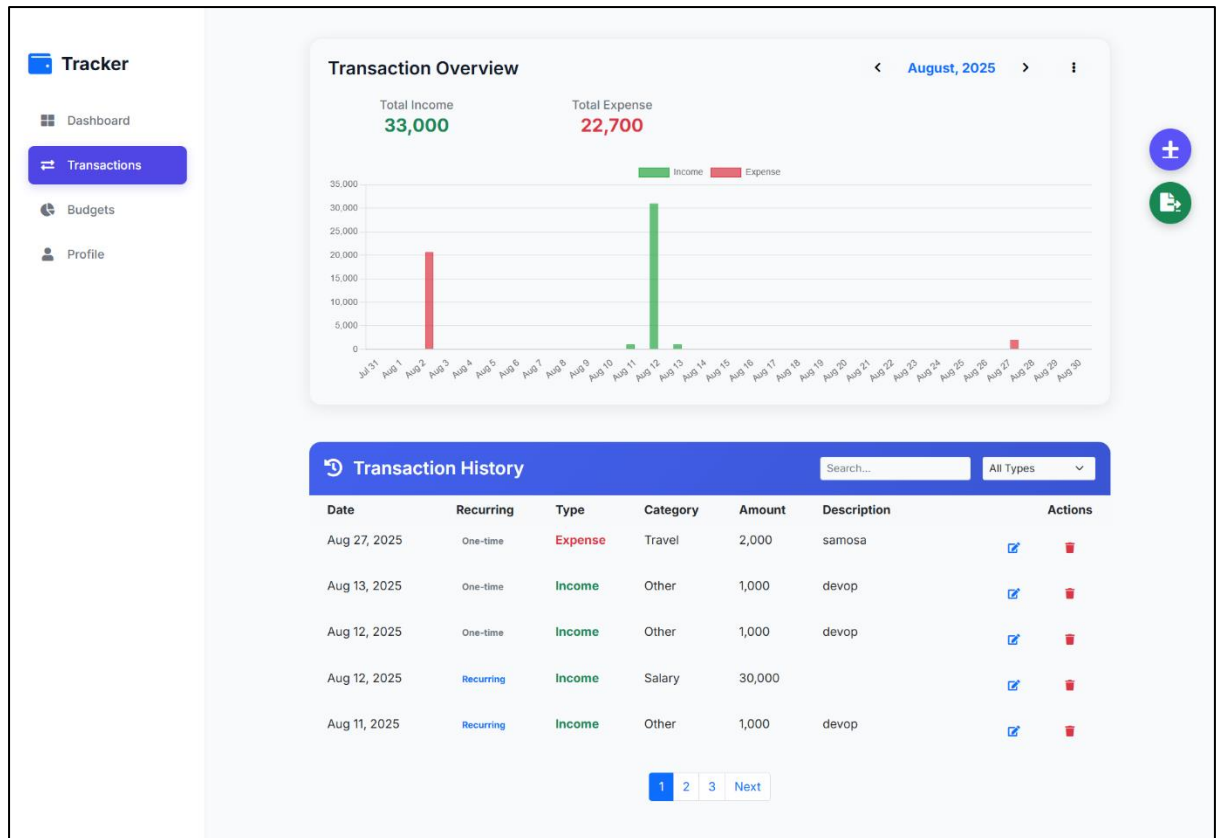 Tracker
Dashboard
Transactions
Budgets
Profile
Transaction Overview
August, 2025
Total Income
Total Expense
33,000
22,700
Income
Expense
35,000
30,000
25,000
20,000
15,000
10,000
5,000
0
Jul 31 Aug 1 Aug 2 Aug 3 Aug 4 Aug 5 Aug 6 Aug 7 Aug 8 Aug 9 Aug 10 Aug 11 Aug 12 Aug 13 Aug 14 Aug 15 Aug 16 Aug 17 Aug 18 Aug 19 Aug 20 Aug 21 Aug 22 Aug 23 Aug 24 Aug 25 Aug 26 Aug 27 Aug 28 Aug 29 Aug 30
Transaction History
Search...
All Types
Date Recurring Type Category Amount Description Actions
Aug 27, 2025 One-time Expense Travel 2,000 samosa
Aug 13, 2025 One-time Income Other 1,000 devop
Aug 12, 2025 One-time Income Other 1,000 devop
Aug 12, 2025 Recurring Income Salary 30,000
Aug 11, 2025 Recurring Income Other 1,000 devop
1 2 3 Next